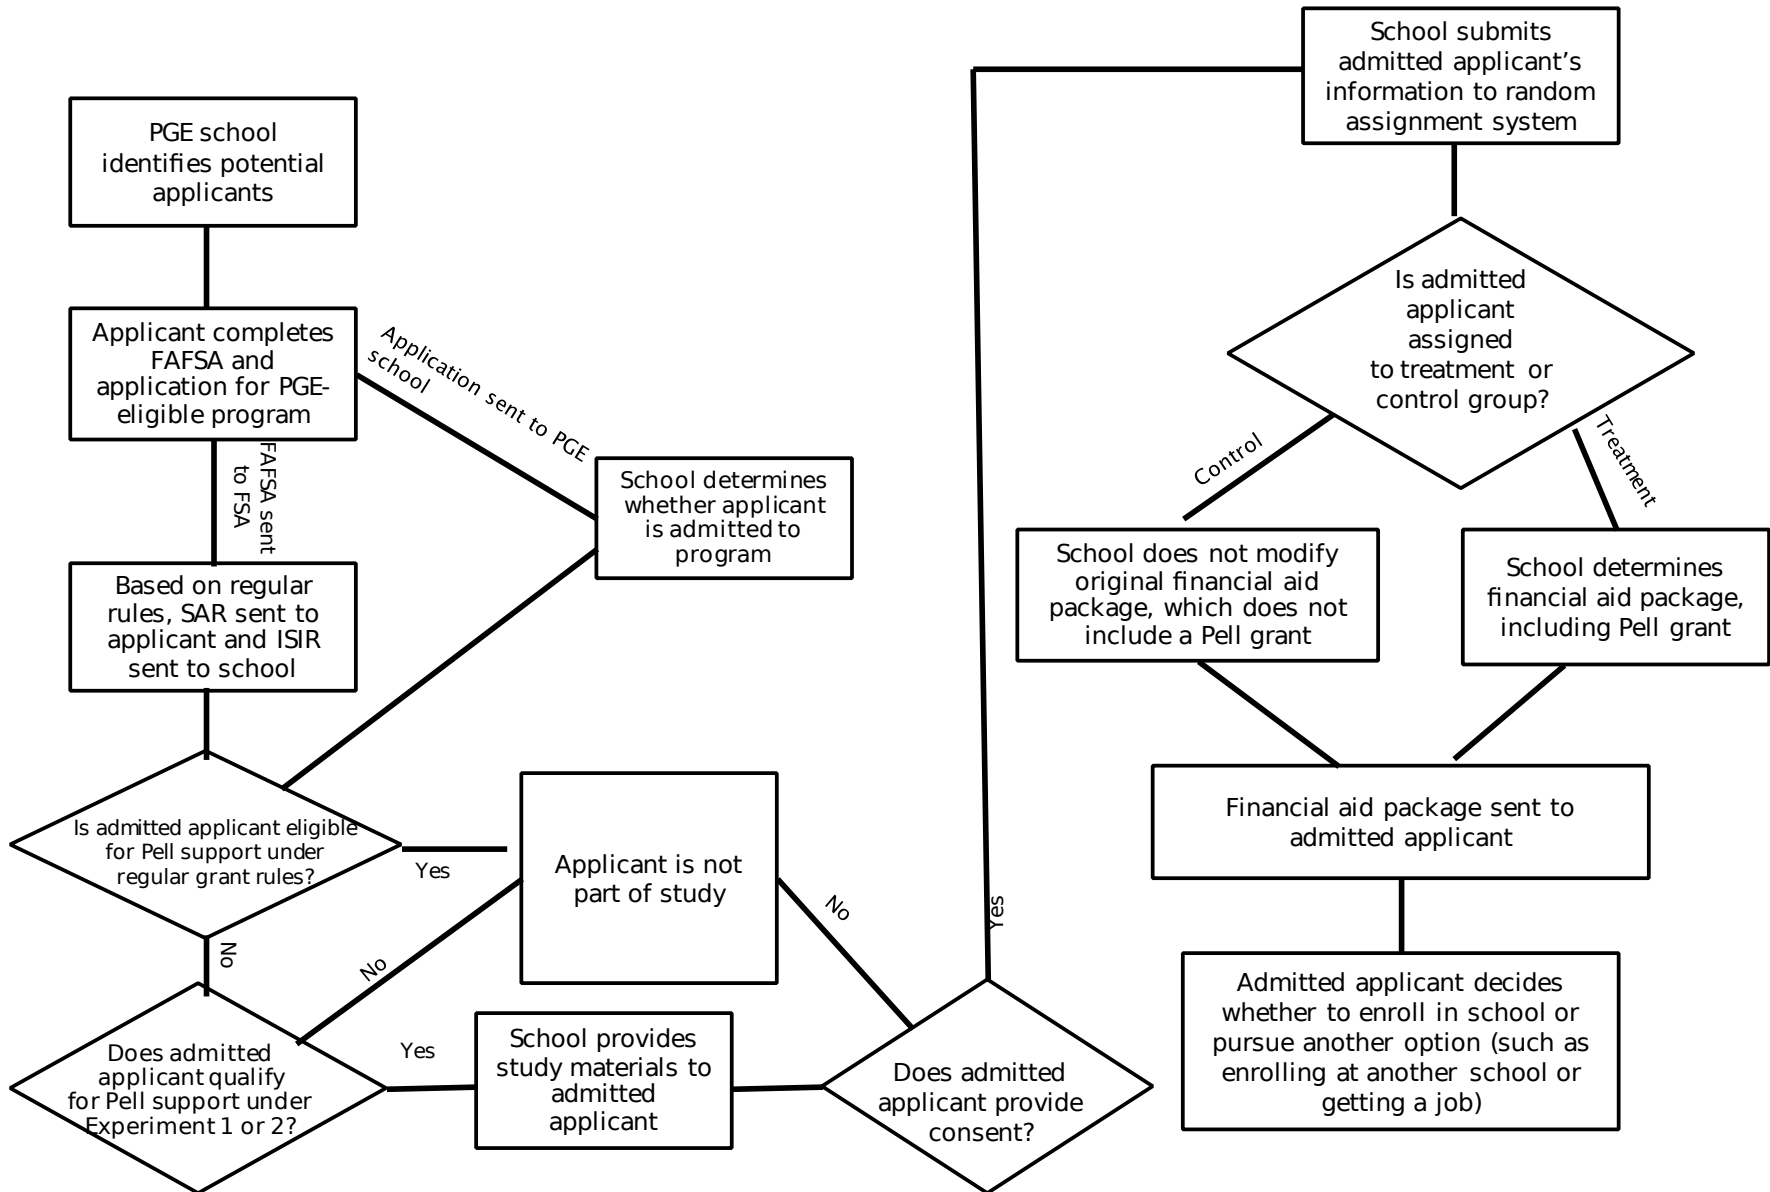 PGE school
identifies potential
applicants
Applicant completes
FAFSA and
application for PGE-
eligible program
Application sent to PGE
school
FAFSA sent
to FSA
School determines
whether applicant
is admitted to
program
Based on regular
rules, SAR sent to
applicant and ISIR
sent to school
Is admitted applicant eligible
for Pell support under
regular grant rules?
Yes
No
Applicant is not
part of study
No
Does admitted
applicant qualify
for Pell support under
Experiment 1 or 2?
Yes
School provides
study materials to
admitted
applicant
No
Does admitted
applicant provide
consent?
Yes
School submits
admitted applicant’s
information to random
assignment system
Is admitted
applicant
assigned
to treatment or
control group?
Control
Treatment
School does not modify
original financial aid
package, which does not
include a Pell grant
School determines
financial aid package,
including Pell grant
Financial aid package sent to
admitted applicant
Admitted applicant decides
whether to enroll in school or
pursue another option (such as
enrolling at another school or
getting a job)